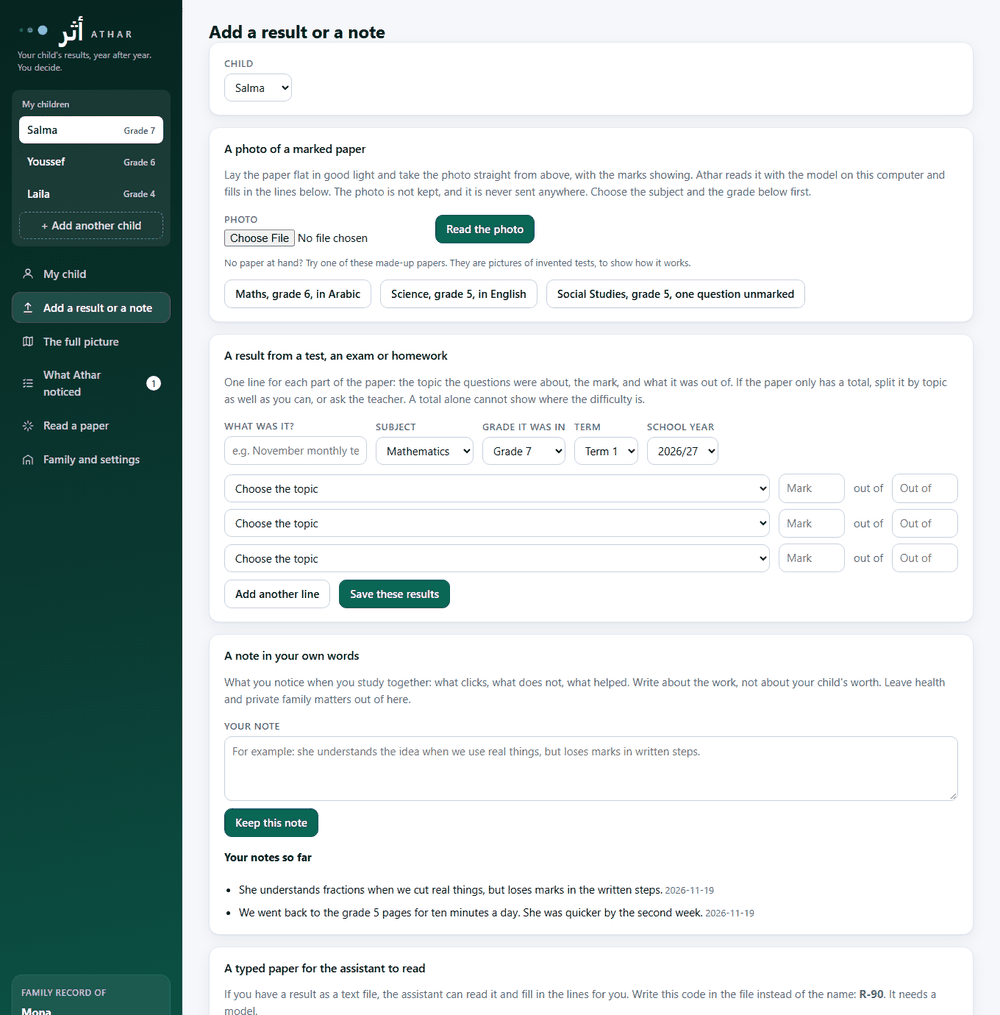 أثر ATHAR
Your child's results, year after year.
You decide.
My children
Salma Grade 7
Youssef Grade 6
Laila Grade 4
+ Add another child
My child
Add a result or a note
The full picture
What Athar
noticed
1
Read a paper
Family and settings
FAMILY RECORD OF
Mona
Add a result or a note
CHILD
Salma
A photo of a marked paper
Lay the paper flat in good light and take the photo straight from above, with the marks showing. Athar reads it with the model on this computer and
fills in the lines below. The photo is not kept, and it is never sent anywhere. Choose the subject and the grade below first.
PHOTO
Choose File No file chosen
Read the photo
No paper at hand? Try one of these made-up papers. They are pictures of invented tests, to show how it works.
Maths, grade 6, in Arabic Science, grade 5, in English Social Studies, grade 5, one question unmarked
A result from a test, an exam or homework
One line for each part of the paper: the topic the questions were about, the mark, and what it was out of. If the paper only has a total, split it by topic
as well as you can, or ask the teacher. A total alone cannot show where the difficulty is.
WHAT WAS IT? SUBJECT GRADE IT WAS IN TERM SCHOOL YEAR
e.g. November monthly te Mathematics Grade 7 Term 1 2026/27
Choose the topic Mark out of Out of
Choose the topic Mark out of Out of
Choose the topic Mark out of Out of
Add another line Save these results
A note in your own words
What you notice when you study together: what clicks, what does not, what helped. Write about the work, not about your child's worth. Leave health
and private family matters out of here.
YOUR NOTE
For example: she understands the idea when we use real things, but loses marks in written steps.
Keep this note
Your notes so far
She understands fractions when we cut real things, but loses marks in the written steps. 2026-11-19
We went back to the grade 5 pages for ten minutes a day. She was quicker by the second week. 2026-11-19
A typed paper for the assistant to read
If you have a result as a text file, the assistant can read it and fill in the lines for you. Write this code in the file instead of the name: R-90. It needs a
model.